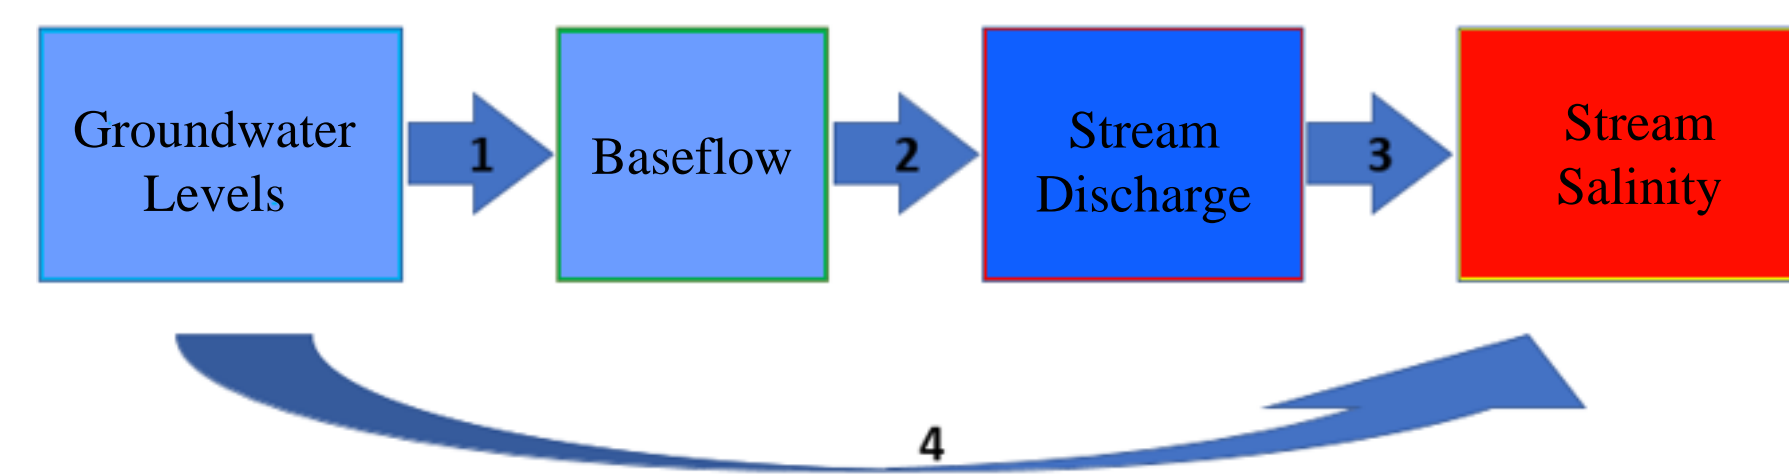 Groundwater
Levels
1
Baseflow
2
Stream
Discharge
3
Stream
Salinity
4